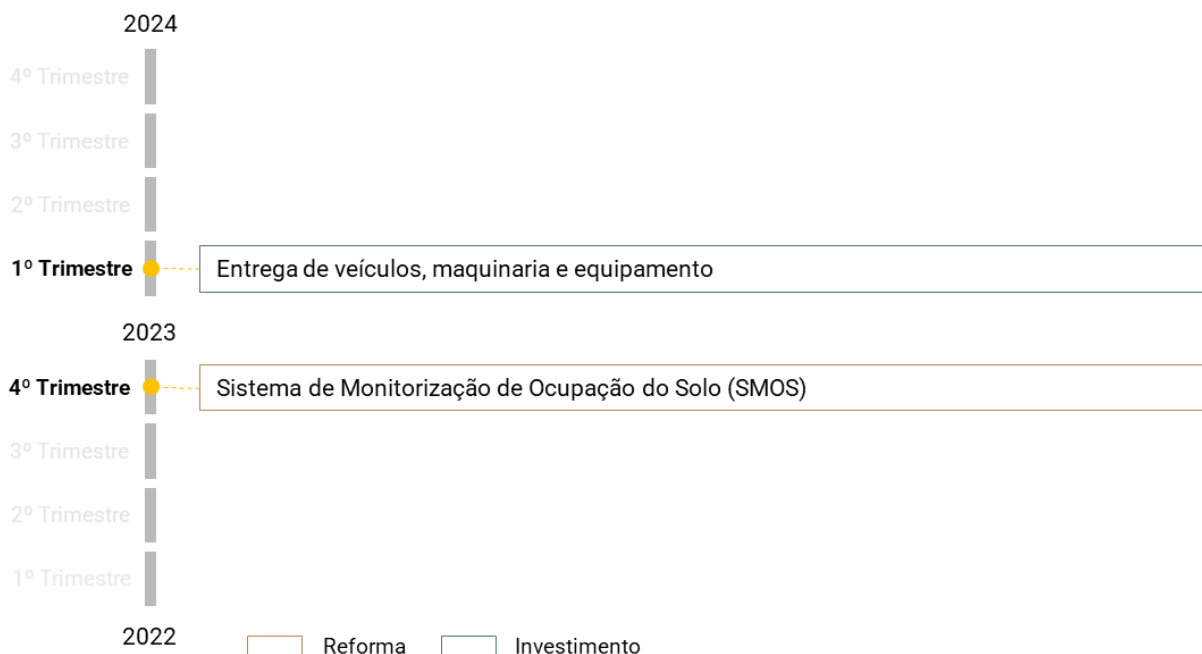 2024
4º Trimestre
3º Trimestre
2º Trimestre
1º Trimestre
Entrega de veículos, maquinaria e equipamento
2023
4º Trimestre
Sistema de Monitorização de Ocupação do Solo (SMOS)
3º Trimestre
2º Trimestre
1º Trimestre
2022
Reforma
Investimento